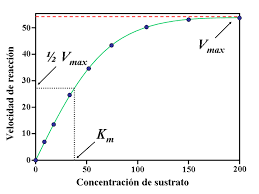 Velocidad de reacción
50
40
30
20
10
0
½ Vmax
Vmax
Km
0
50
100
150
200
Concentración de sustrato